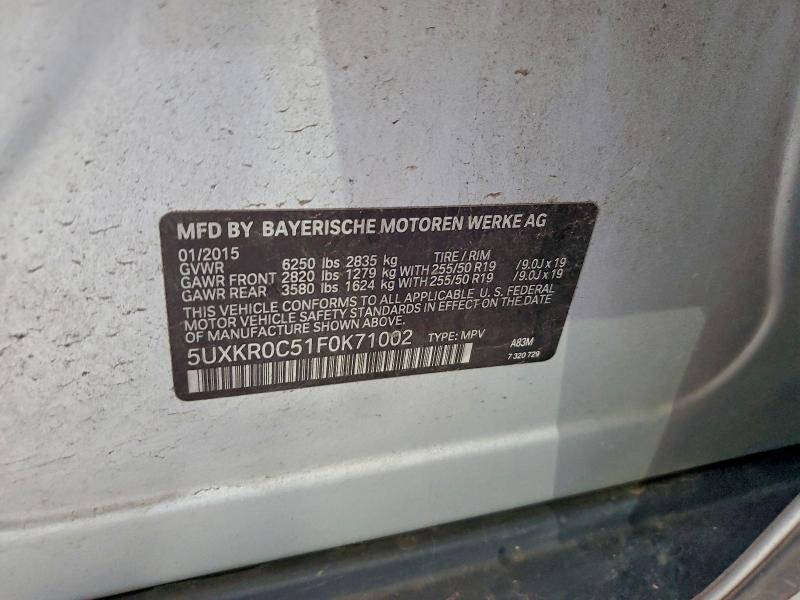 MFD BY BAYERISCHE MOTOREN WERKE AG
01/2015 TIRE / RIM
GVWR 6250 lbs 2835 kg
GAWR FRONT 2820 lbs 1279 kg WITH 255/50 R19 /9.0J x 19
GAWR REAR 3580 lbs 1624 kg WITH 255/50 R19 /9.0J x 19
THIS VEHICLE CONFORMS TO ALL APPLICABLE U. S. FEDERAL
MOTOR VEHICLE SAFETY STANDARDS IN EFFECT ON THE DATE
OF MANUFACTURE SHOWN ABOVE.
5UXKR0C51F0K71002 TYPE: MPV A83M
7 320 729